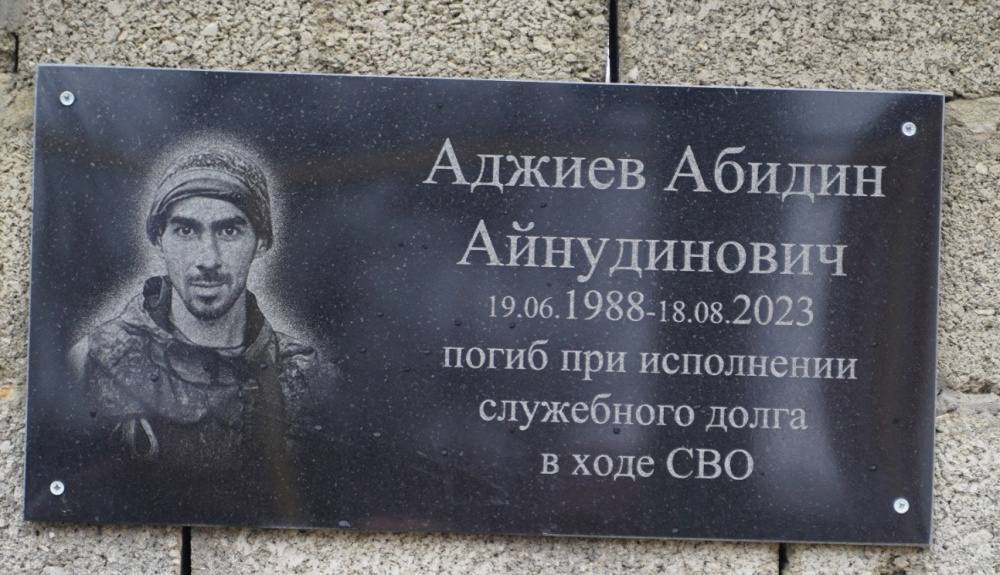 Аджиев Абидин
Айнудинович
19.06.1988-18.08.2023
погиб при исполнении
служебного долга
в ходе СВО